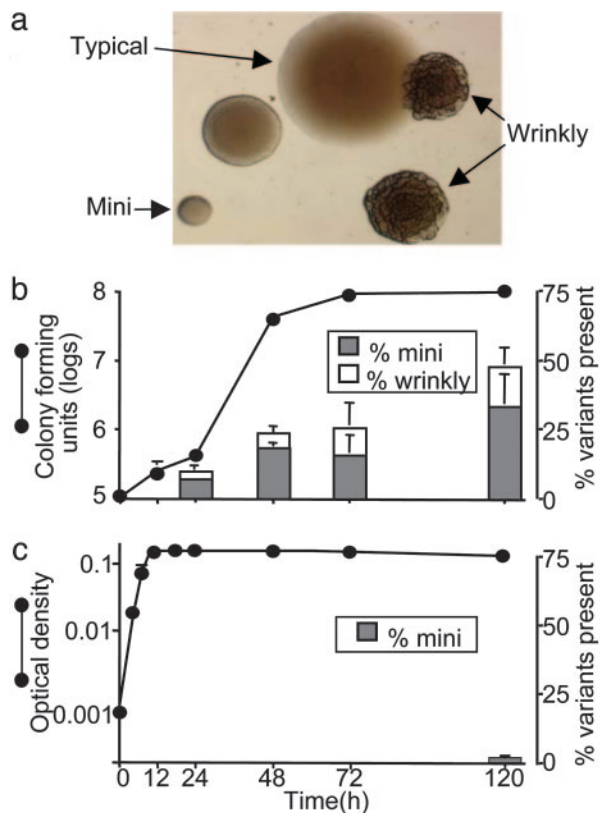 a
Typical
Wrinkly
Mini
b
8
7
6
5
Colony forming
units (logs)
75
50
25
0
% variants present
% mini
% wrinkly
c
0.1
0.01
0.001
Optical density
75
50
25
0
% variants present
% mini
0 12 24 48 72 120
Time(h)